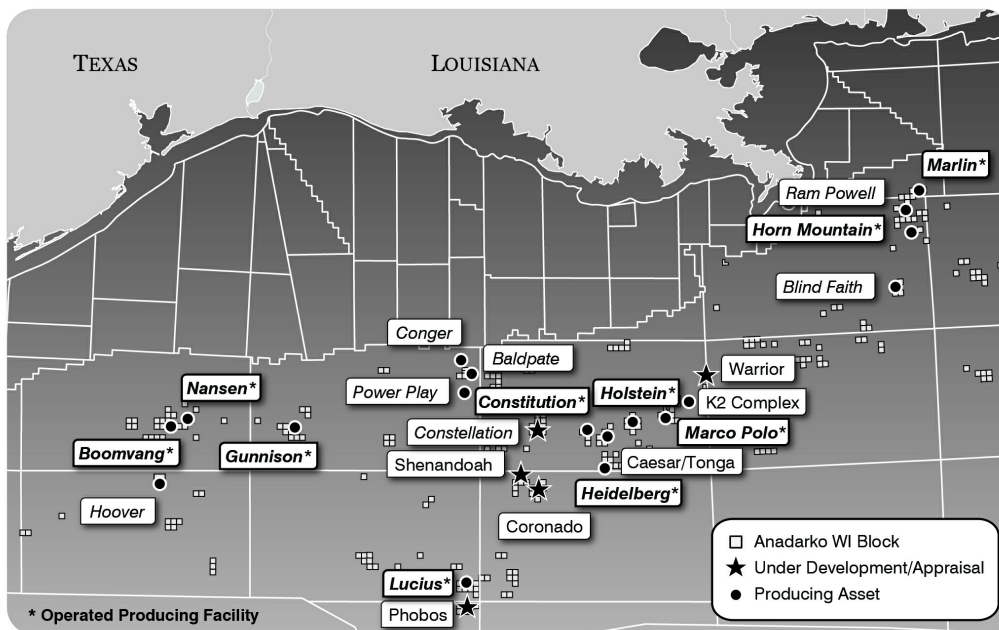 TEXAS
LOUISIANA
Marlin*
Ram Powell
Horn Mountain*
Blind Faith
Conger
Baldpate
Warrior
Nansen*
Power Play
Constitution*
Holstein*
K2 Complex
Constellation
Marco Polo*
Boomvang*
Gunnison*
Shenandoah
Caesar/Tonga
Heidelberg*
Hoover
Coronado
Anadarko WI Block
Under Development/Appraisal
Producing Asset
Lucius*
Phobos
* Operated Producing Facility